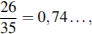 26/35 = 0,74...,